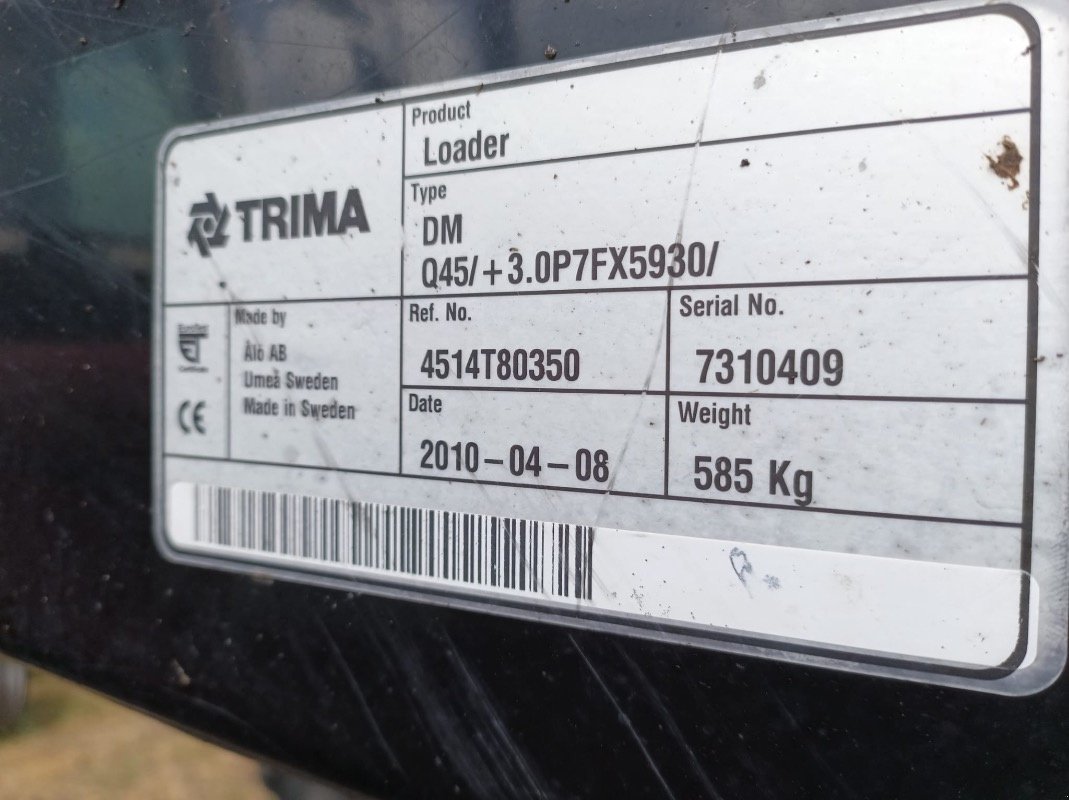 TRIMA
Product
Loader
Type
DM
Q45/+3.0P7FX5930/
Made by
Ålö AB
Umeå Sweden
Made in Sweden
CE
Ref. No.
4514T80350
Serial No.
7310409
Date
2010-04-08
Weight
585 Kg